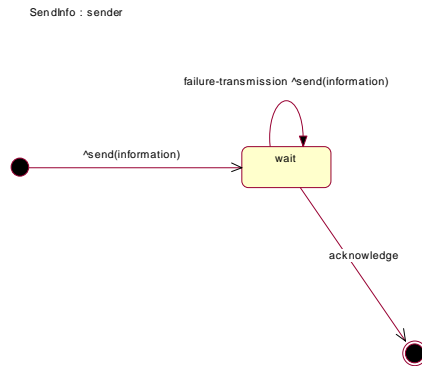 SendInfo : sender
failure-transmission ^send(information)
^send(information)
wait
acknowledge